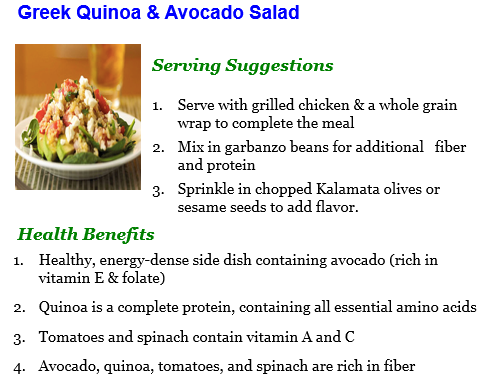 Greek Quinoa & Avocado Salad
Serving Suggestions
1. Serve with grilled chicken & a whole grain
wrap to complete the meal
2. Mix in garbanzo beans for additional fiber
and protein
3. Sprinkle in chopped Kalamata olives or
sesame seeds to add flavor.
Health Benefits
1. Healthy, energy-dense side dish containing avocado (rich in
vitamin E & folate)
2. Quinoa is a complete protein, containing all essential amino acids
3. Tomatoes and spinach contain vitamin A and C
4. Avocado, quinoa, tomatoes, and spinach are rich in fiber